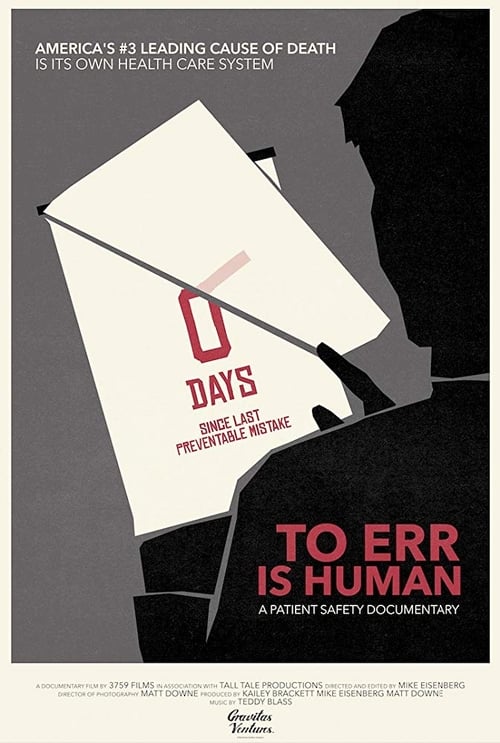 AMERICA'S #3 LEADING CAUSE OF DEATH
IS ITS OWN HEALTH CARE SYSTEM
0
DAYS
SINCE LAST
PREVENTABLE MISTAKE
TO ERR
IS HUMAN
A PATIENT SAFETY DOCUMENTARY
A DOCUMENTARY FILM BY 3759 FILMS IN ASSOCIATION WITH TALL TALE PRODUCTIONS DIRECTED AND EDITED BY MIKE EISENBERG
DIRECTOR OF PHOTOGRAPHY MATT DOWNE PRODUCED BY KAILEY BRACKETT MIKE EISENBERG MATT DOWNE
MUSIC BY TEDDY BLASS
Gravitas
Ventures.